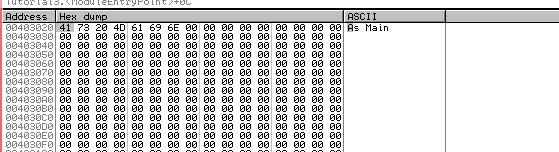 Tutorial3.<ModuleEntryPoint>+0C
Address Hex dump ASCII
00403020 41 73 20 4D 61 69 6E 00 00 00 00 00 00 00 00 00 As Main
00403030 00 00 00 00 00 00 00 00 00 00 00 00 00 00 00 00
00403040 00 00 00 00 00 00 00 00 00 00 00 00 00 00 00 00
00403050 00 00 00 00 00 00 00 00 00 00 00 00 00 00 00 00
00403060 00 00 00 00 00 00 00 00 00 00 00 00 00 00 00 00
00403070 00 00 00 00 00 00 00 00 00 00 00 00 00 00 00 00
00403080 00 00 00 00 00 00 00 00 00 00 00 00 00 00 00 00
00403090 00 00 00 00 00 00 00 00 00 00 00 00 00 00 00 00
004030A0 00 00 00 00 00 00 00 00 00 00 00 00 00 00 00 00
004030B0 00 00 00 00 00 00 00 00 00 00 00 00 00 00 00 00
004030C0 00 00 00 00 00 00 00 00 00 00 00 00 00 00 00 00
004030D0 00 00 00 00 00 00 00 00 00 00 00 00 00 00 00 00
004030E0 00 00 00 00 00 00 00 00 00 00 00 00 00 00 00 00
004030F0 00 00 00 00 00 00 00 00 00 00 00 00 00 00 00 00